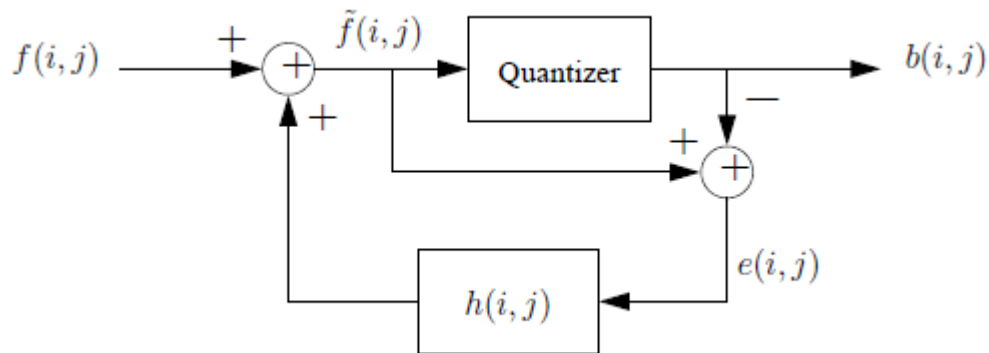 f(i, j)
+
+
f̃(i, j)
Quantizer
b(i, j)
+
−
+
+
e(i, j)
h(i, j)